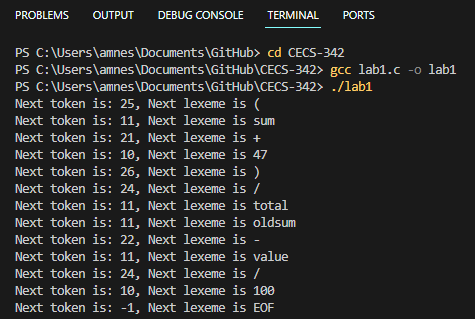 PROBLEMS OUTPUT DEBUG CONSOLE TERMINAL PORTS
PS C:\Users\amnes\Documents\GitHub> cd CECS-342
PS C:\Users\amnes\Documents\GitHub\CECS-342> gcc lab1.c -o lab1
PS C:\Users\amnes\Documents\GitHub\CECS-342> ./lab1
Next token is: 25, Next lexeme is (
Next token is: 11, Next lexeme is sum
Next token is: 21, Next lexeme is +
Next token is: 10, Next lexeme is 47
Next token is: 26, Next lexeme is )
Next token is: 24, Next lexeme is /
Next token is: 11, Next lexeme is total
Next token is: 11, Next lexeme is oldsum
Next token is: 22, Next lexeme is -
Next token is: 11, Next lexeme is value
Next token is: 24, Next lexeme is /
Next token is: 10, Next lexeme is 100
Next token is: -1, Next lexeme is EOF